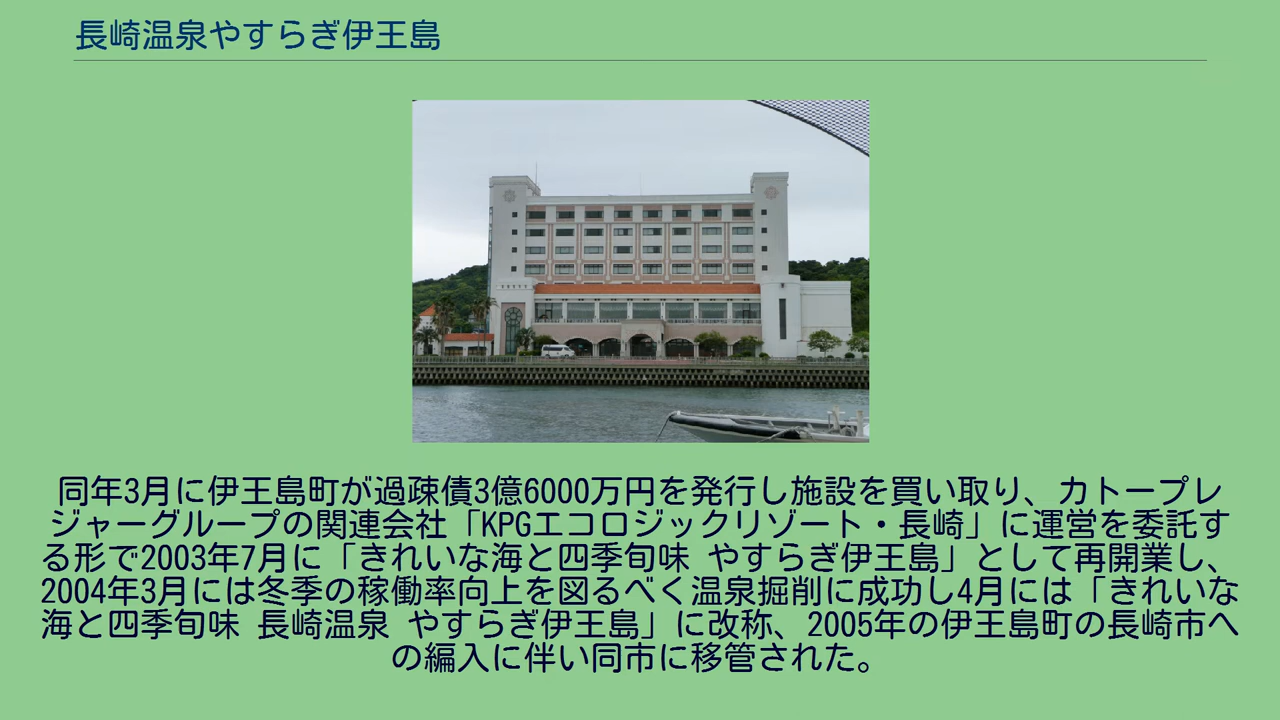 長崎温泉やすらぎ伊王島
同年3月に伊王島町が過疎債3億6000万円を発行し施設を買い取り、カトープレ
ジャーグループの関連会社「KPGエコロジックリゾート・長崎」に運営を委託す
る形で2003年7月に「きれいな海と四季旬味 やすらぎ伊王島」として再開業し、
2004年3月には冬季の稼働率向上を図るべく温泉掘削に成功し4月には「きれいな
海と四季旬味 長崎温泉 やすらぎ伊王島」に改称、2005年の伊王島町の長崎市へ
の編入に伴い同市に移管された。